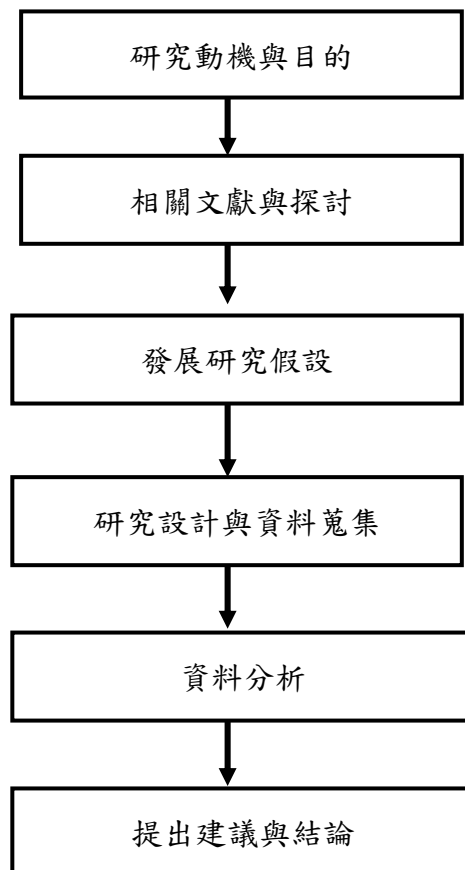 研究動機與目的
相關文獻與探討
發展研究假設
研究設計與資料蒐集
資料分析
提出建議與結論